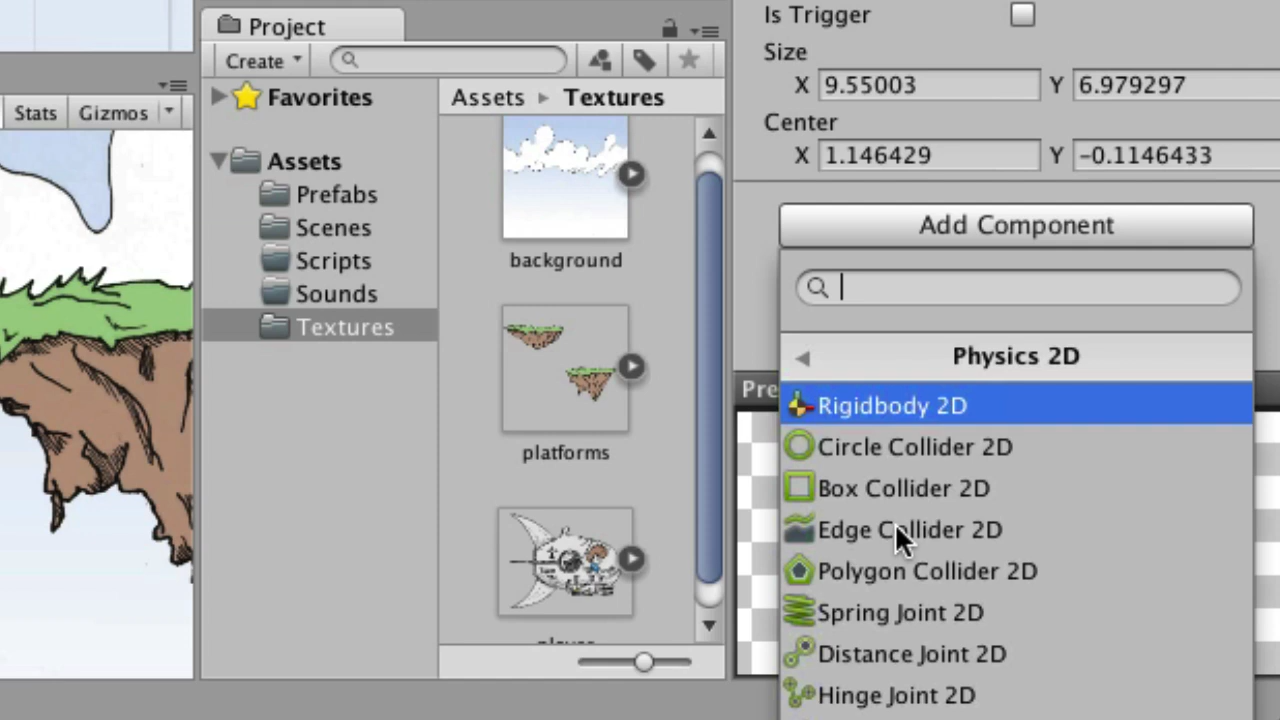 Stats
Gizmos
Project
Create
Favorites
Assets
Prefabs
Scenes
Scripts
Sounds
Textures
Assets
Textures
background
platforms
Is Trigger
Size
X 9.55003 Y 6.979297
Center
X 1.146429 Y -0.1146433
Add Component
Physics 2D
Pre
Rigidbody 2D
Circle Collider 2D
Box Collider 2D
Edge Collider 2D
Polygon Collider 2D
Spring Joint 2D
Distance Joint 2D
Hinge Joint 2D